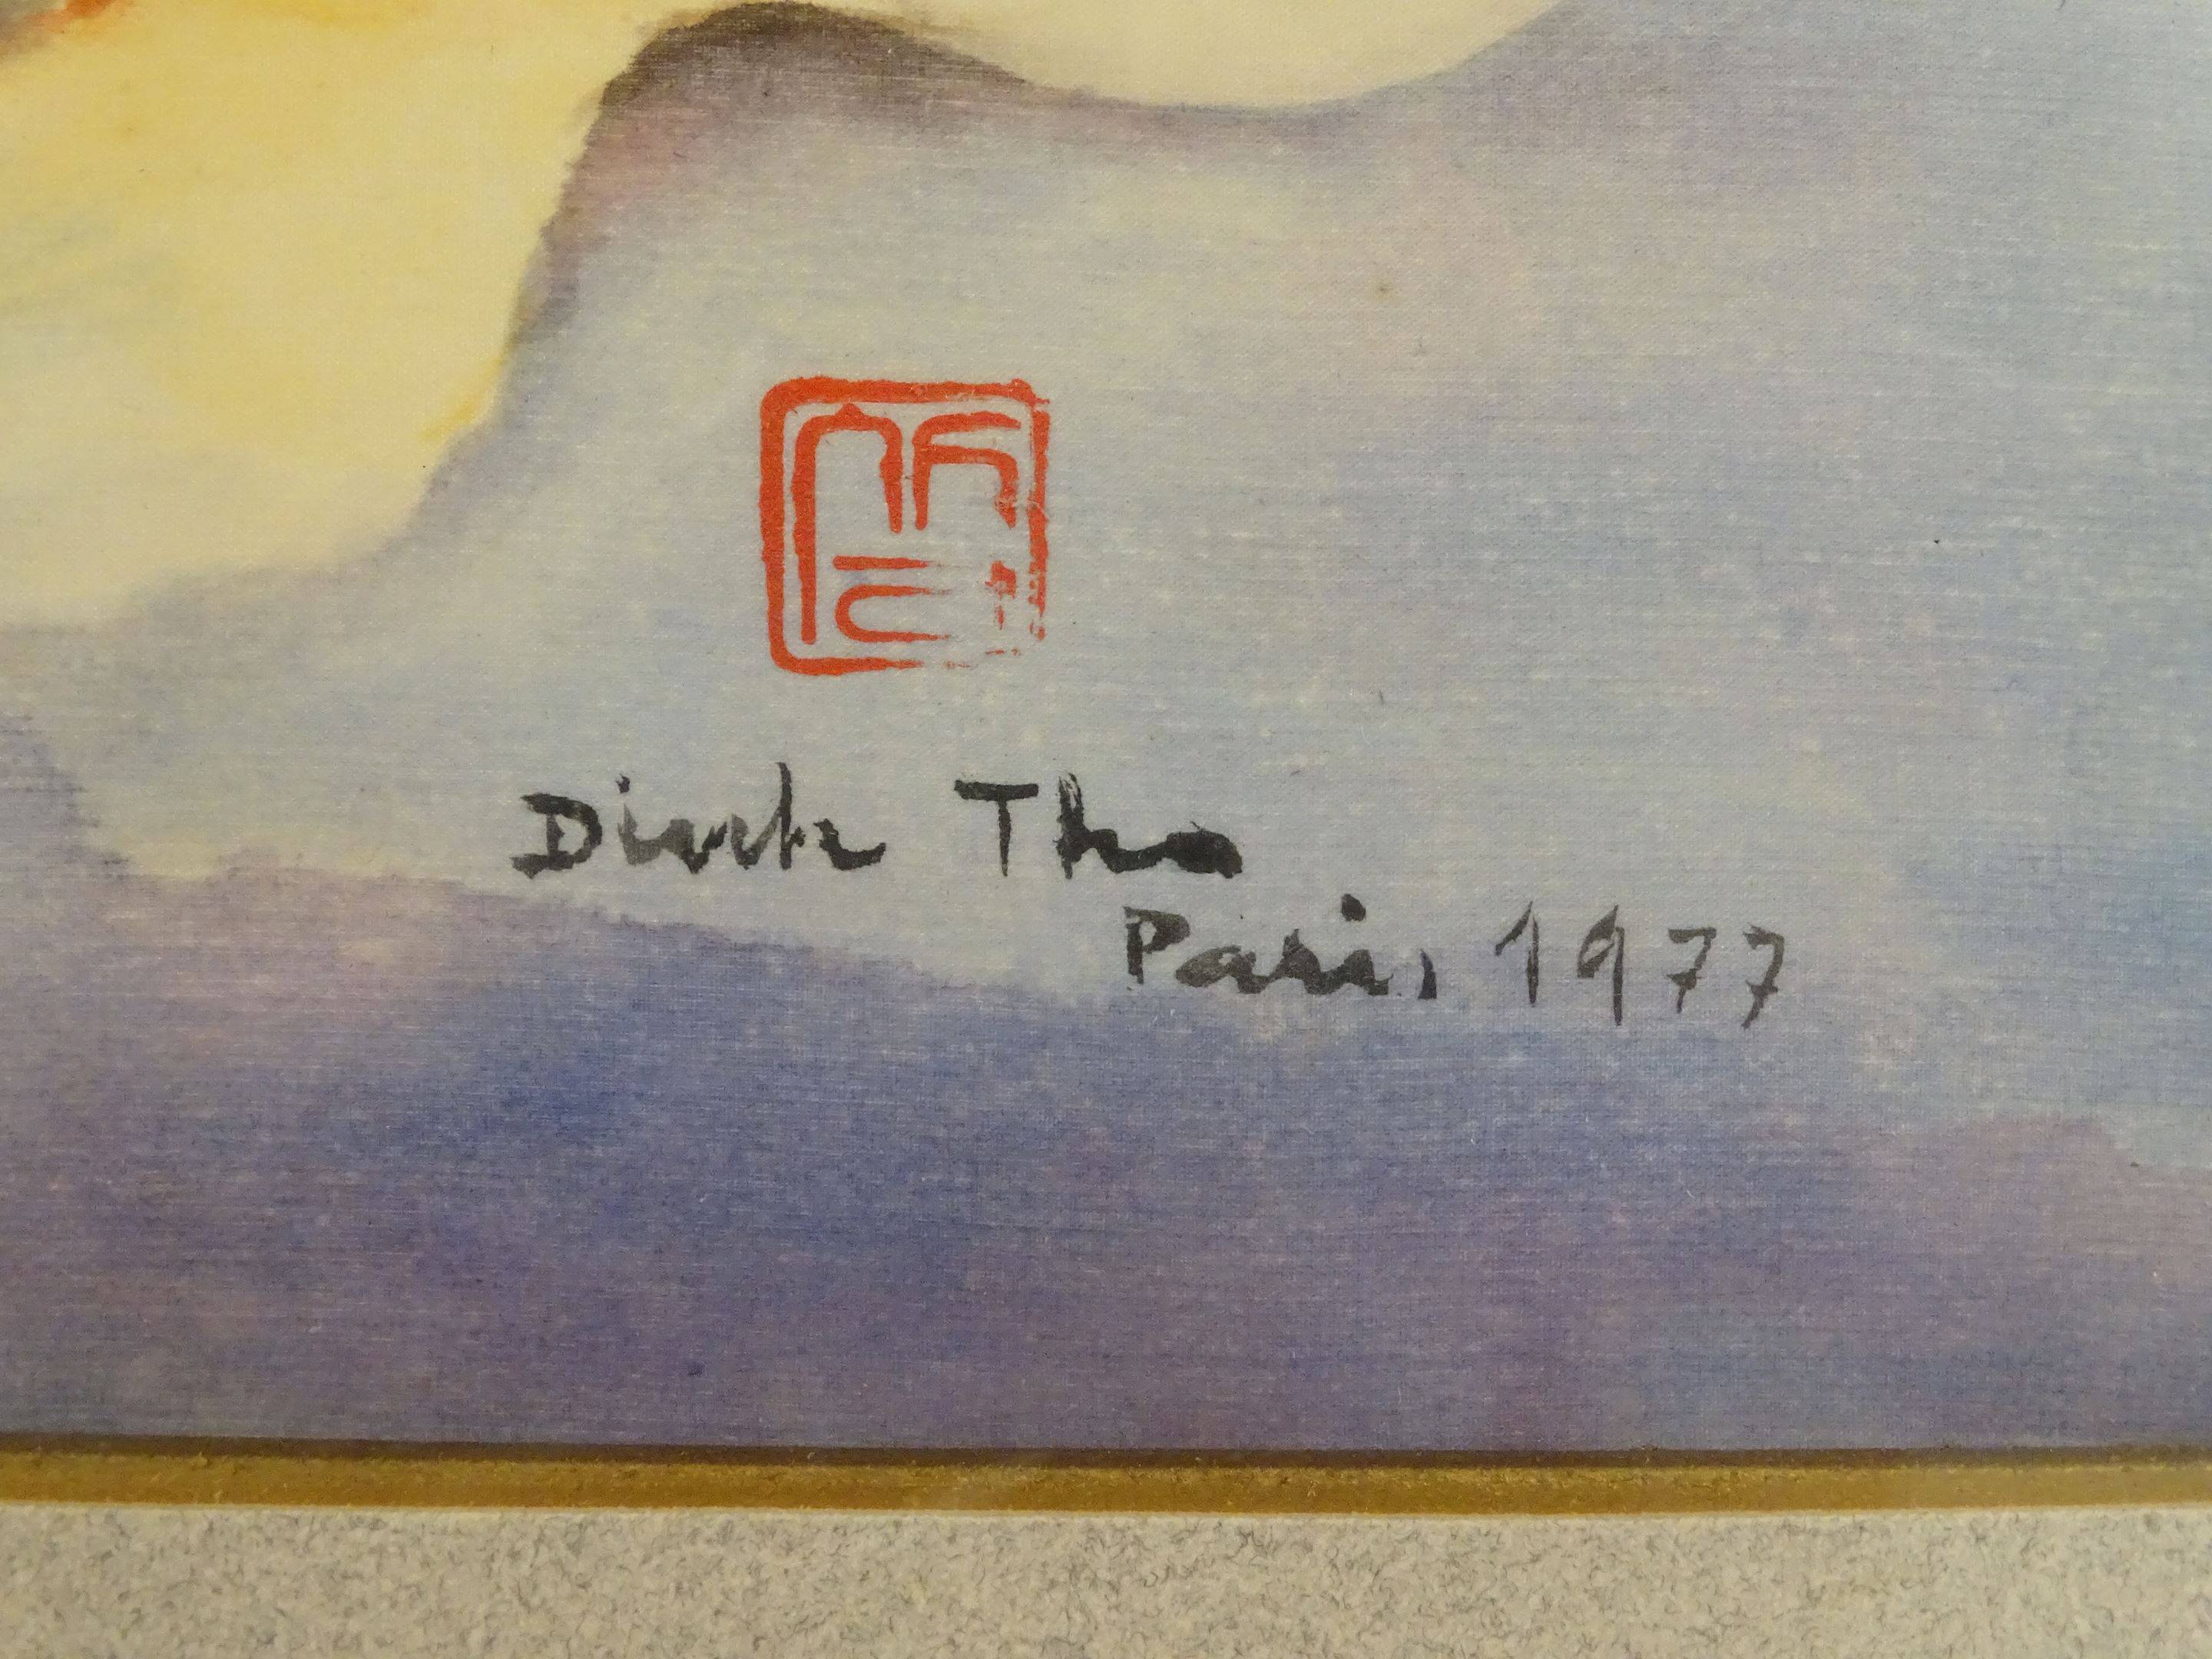 Dinh Tho
Paris, 1977